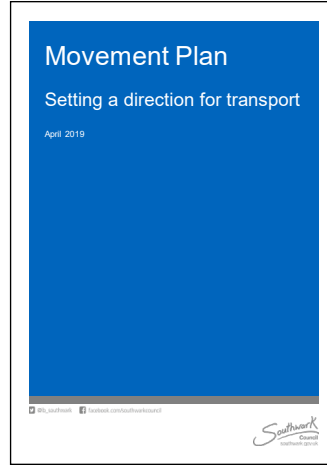 Movement Plan
Setting a direction for transport
April 2019
@lb_southwark facebook.com/southwarkcouncil
Southwark
Council
southwark.gov.uk